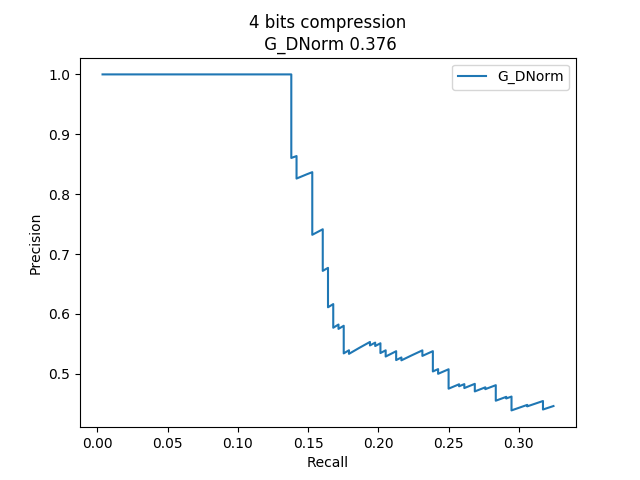 4 bits compression
G_DNorm 0.376
G_DNorm
1.0
0.9
0.8
0.7
0.6
0.5
Precision
0.00 0.05 0.10 0.15 0.20 0.25 0.30
Recall